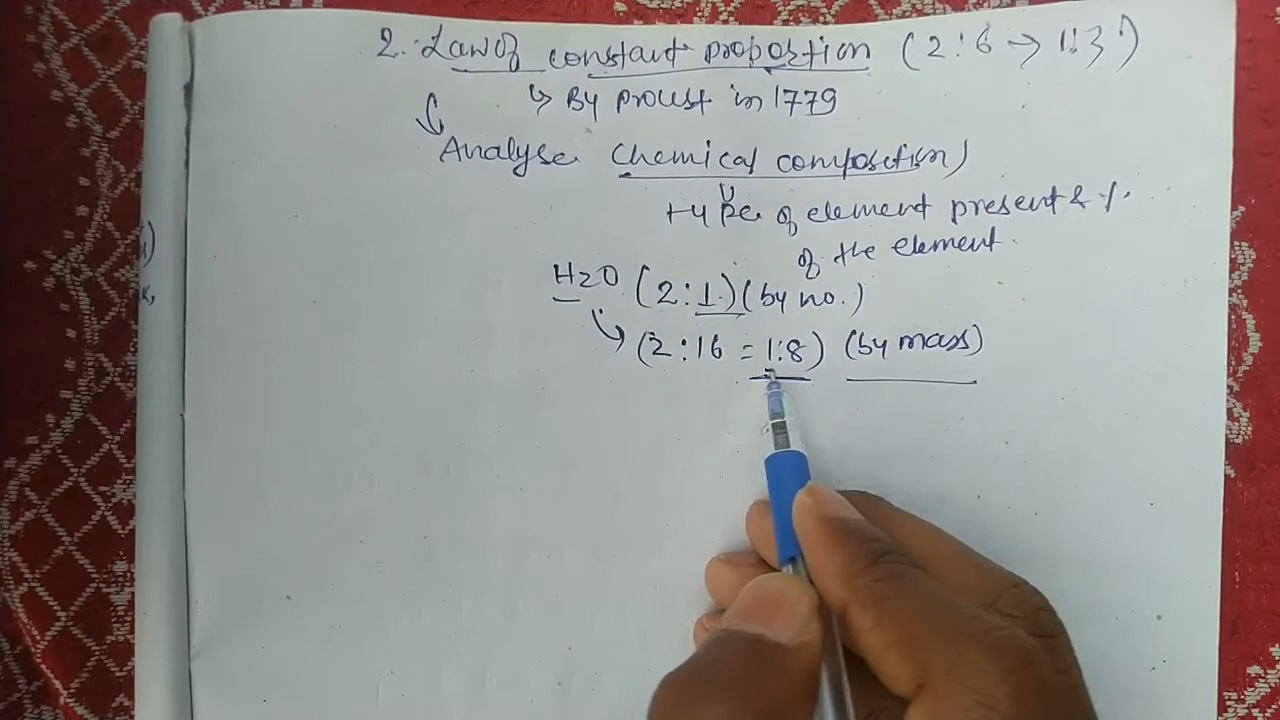 2. Law of constant proportion (2:6 → 1:3)
↳ By proust in 1779
Analyse chemical composition)
type of element present & %.
of the element.
H2O (2:1) (by no.)
↳ (2:16 = 1:8) (by mass)